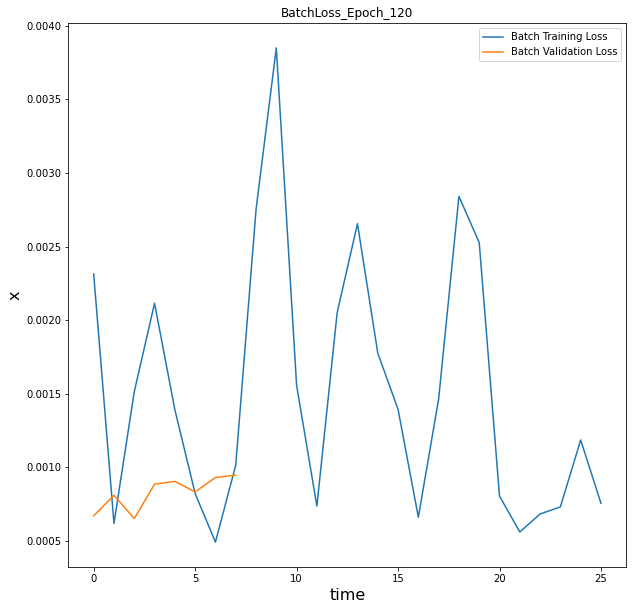 BatchLoss_Epoch_120
Batch Training Loss
Batch Validation Loss
0.0040
0.0035
0.0030
0.0025
0.0020
0.0015
0.0010
0.0005
x
0 5 10 15 20 25
time